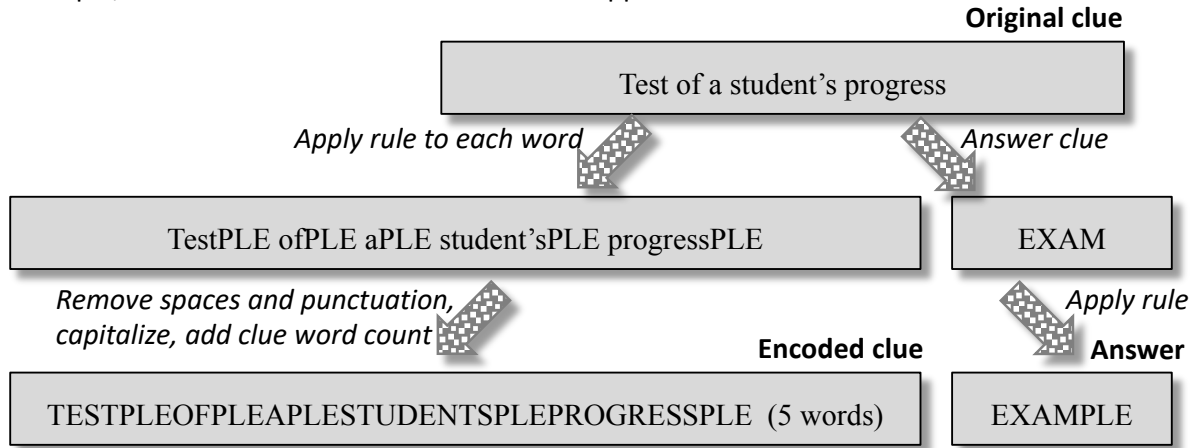 Original clue
Test of a student's progress
Apply rule to each word
Answer clue
TestPLE ofPLE aPLE student'sPLE progressPLE
EXAM
Remove spaces and punctuation,
capitalize, add clue word count
Apply rule
Encoded clue
Answer
TESTPLEOFPLEAPLESTUDENTSPLEPROGRESSPLE (5 words)
EXAMPLE